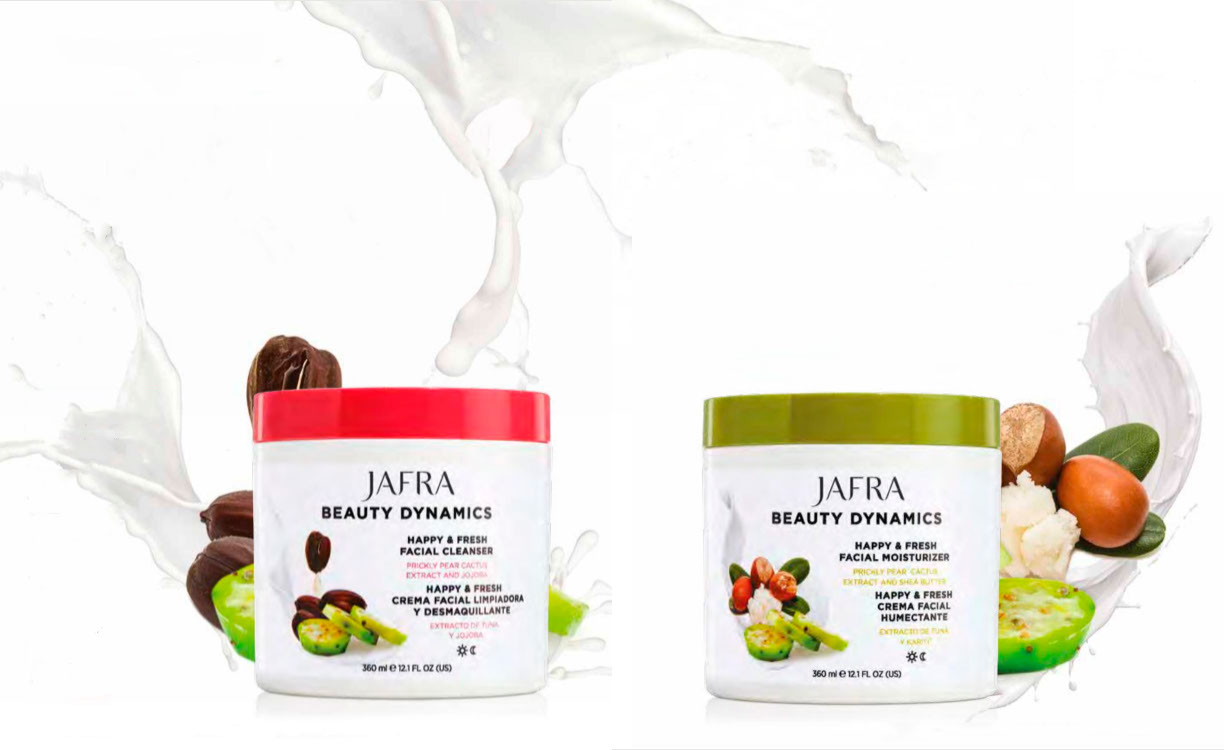 JAFRA
BEAUTY DYNAMICS
HAPPY & FRESH
FACIAL CLEANSER
PRICKLY PEAR CACTUS
EXTRACT AND JOJOBA
HAPPY & FRESH
CREMA FACIAL LIMPIADORA
Y DESMAQUILLANTE
EXTRACTO DE TUNA
Y JOJOBA
360 ml ℮ 12.1 FL OZ (US)
JAFRA
BEAUTY DYNAMICS
HAPPY & FRESH
FACIAL MOISTURIZER
PRICKLY PEAR CACTUS
EXTRACT AND SHEA BUTTER
HAPPY & FRESH
CREMA FACIAL
HUMECTANTE
EXTRACTO DE TUNA
Y KARITÉ
360 ml ℮ 12.1 FL OZ (US)